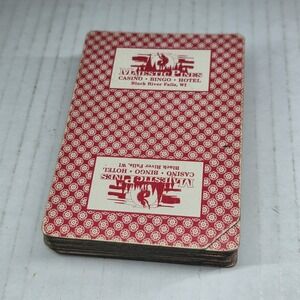 MAJESTIC PINES
CASINO • BINGO • HOTEL
Black River Falls, WI
MAJESTIC PINES
CASINO • BINGO • HOTEL
Black River Falls, WI